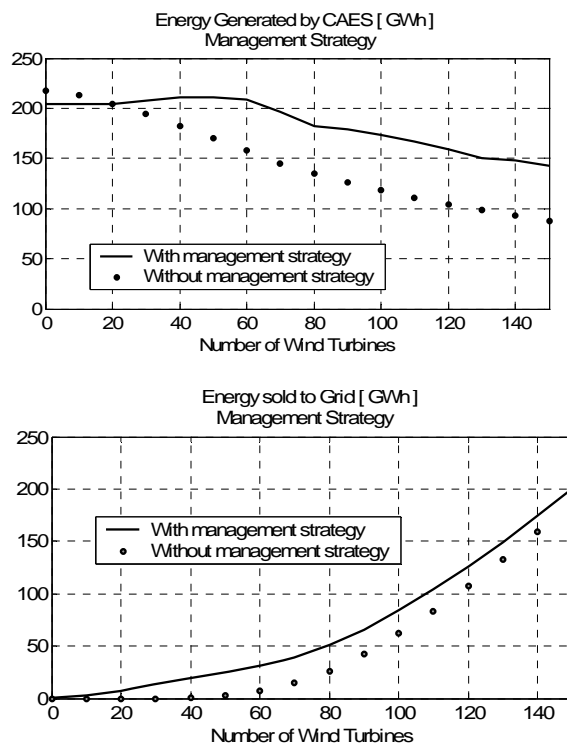 Energy Generated by CAES [ GWh ]
Management Strategy
250
200
150
100
50
0
With management strategy
Without management strategy
0 20 40 60 80 100 120 140
Number of Wind Turbines
Energy sold to Grid [ GWh ]
Management Strategy
250
200
150
100
50
0
With management strategy
Without management strategy
0 20 40 60 80 100 120 140
Number of Wind Turbines